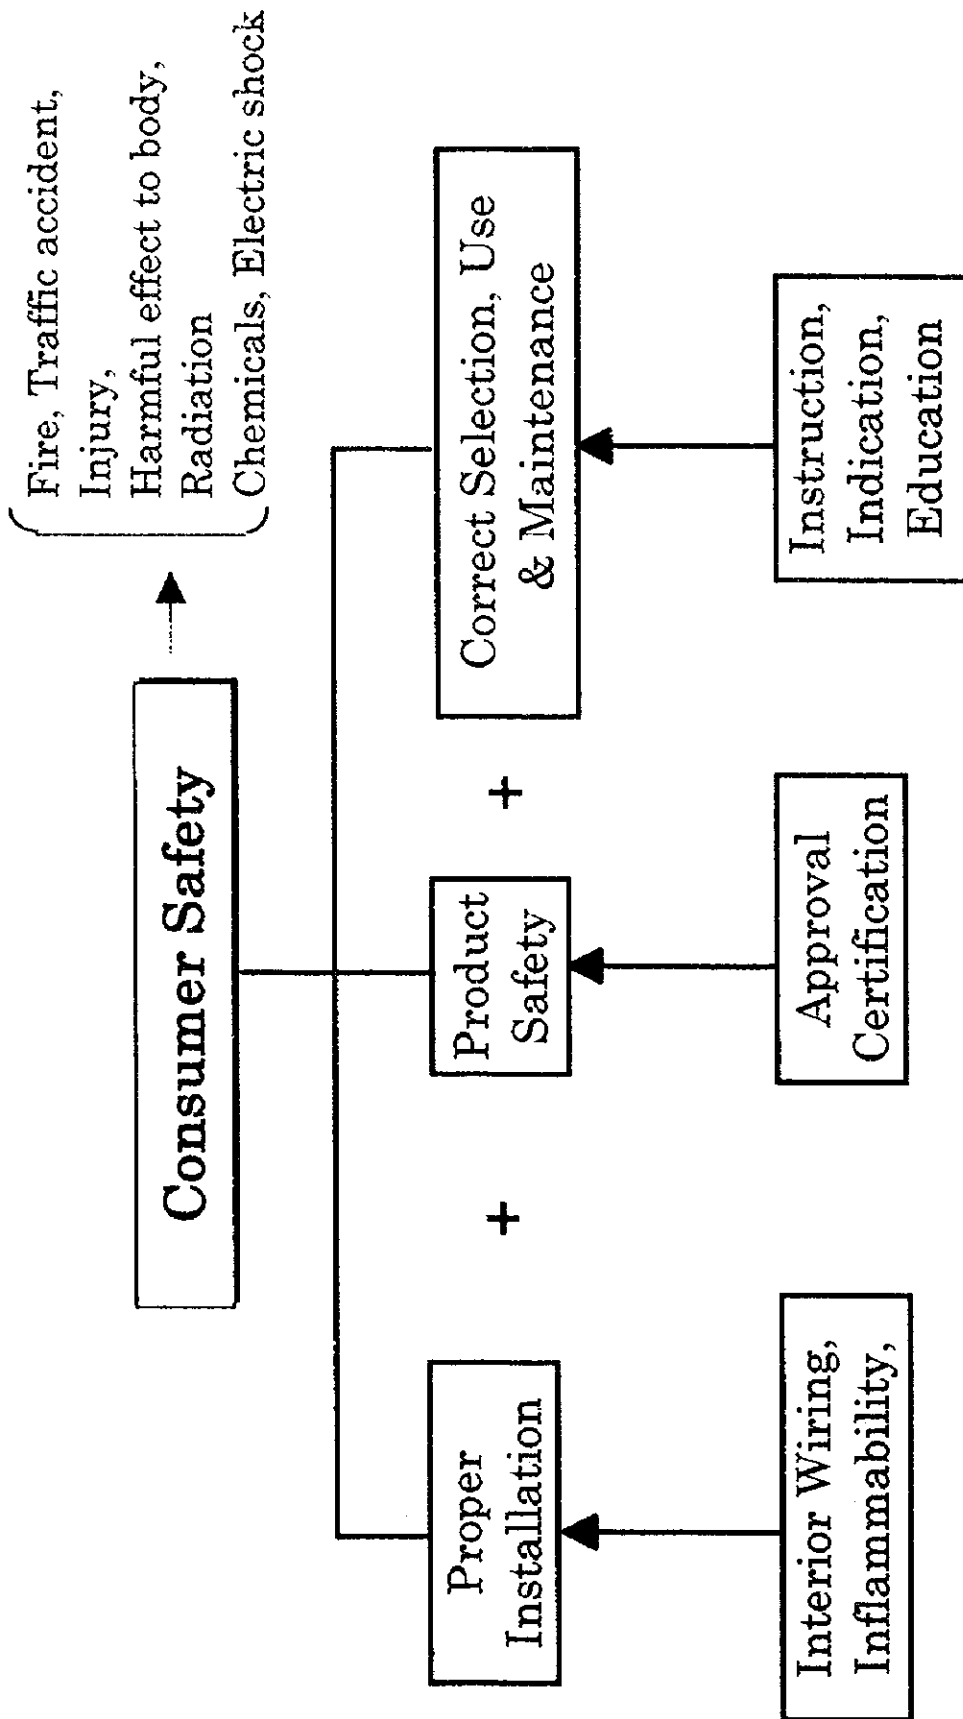 Consumer Safety
Fire, Traffic accident,
Injury,
Harmful effect to body,
Radiation
Chemicals, Electric shock
Proper
Installation
+
Product
Safety
+
Correct Selection, Use
& Maintenance
Interior Wiring,
Inflammability,
Approval
Certification
Instruction,
Indication,
Education